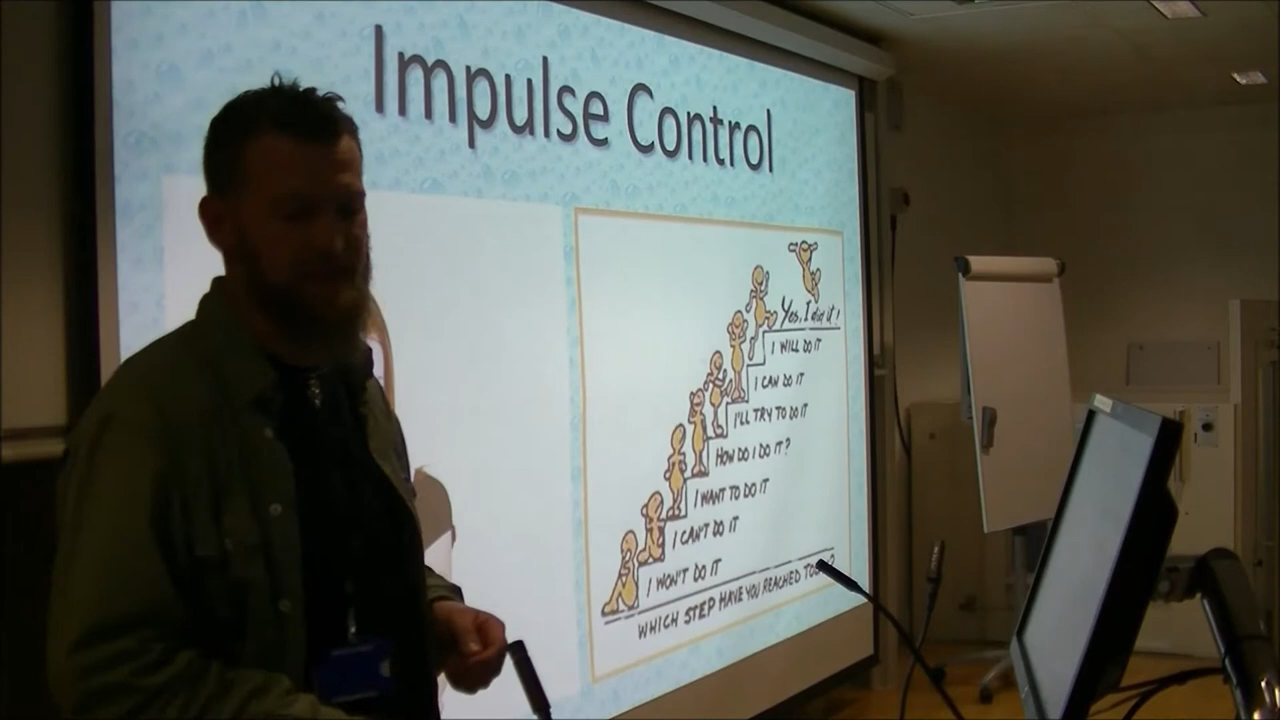 Impulse Control
Yes, I did it!
I WILL DO IT
I CAN DO IT
I'LL TRY TO DO IT
HOW DO I DO IT?
I WANT TO DO IT
I CAN'T DO IT
I WON'T DO IT
WHICH STEP HAVE YOU REACHED TODAY?